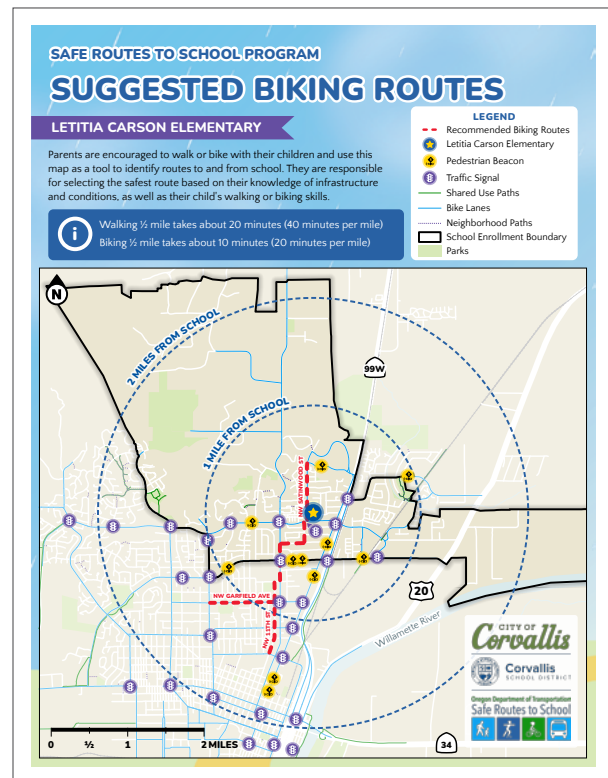 SAFE ROUTES TO SCHOOL PROGRAM
SUGGESTED BIKING ROUTES
LETITIA CARSON ELEMENTARY
Parents are encouraged to walk or bike with their children and use this
map as a tool to identify routes to and from school. They are responsible
for selecting the safest route based on their knowledge of infrastructure
and conditions, as well as their child's walking or biking skills.
i
Walking ½ mile takes about 20 minutes (40 minutes per mile)
Biking ½ mile takes about 10 minutes (20 minutes per mile)
LEGEND
Recommended Biking Routes
Letitia Carson Elementary
Pedestrian Beacon
Traffic Signal
Shared Use Paths
Bike Lanes
Neighborhood Paths
School Enrollment Boundary
Parks
N
2 MILES FROM SCHOOL
99W
1 MILE FROM SCHOOL
NW SATINWOOD ST
NW GARFIELD AVE
NW 11TH ST.
20
Willamette River
CITY OF
Corvallis
Corvallis
SCHOOL DISTRICT
Oregon Department of Transportation
Safe Routes to School
0 ½ 1 2 MILES
34